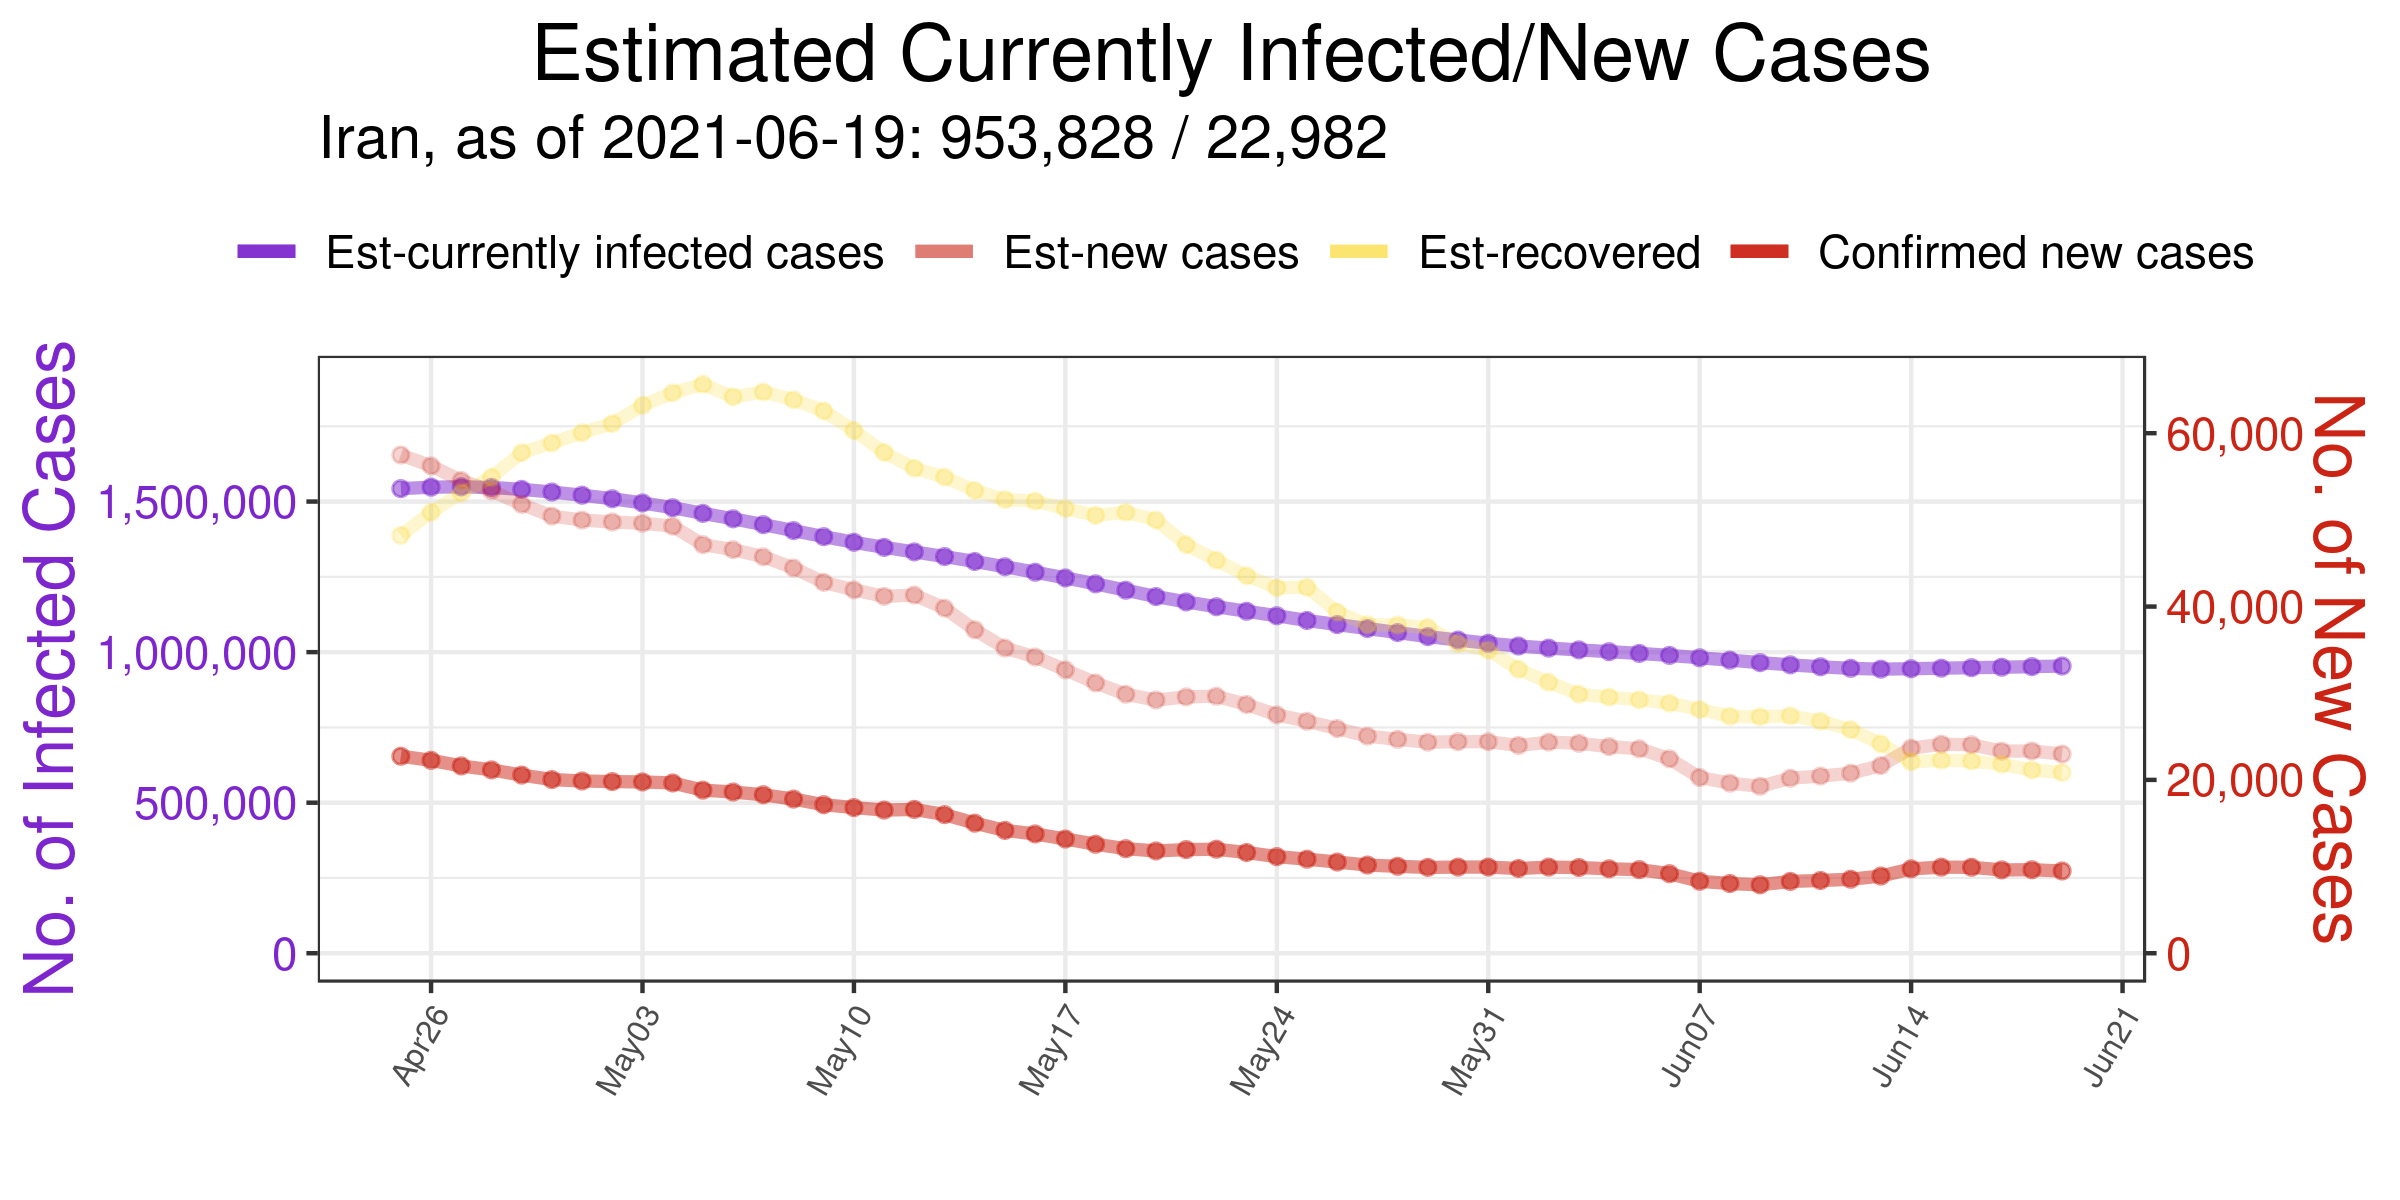 Estimated Currently Infected/New Cases
Iran, as of 2021-06-19: 953,828 / 22,982
Est-currently infected cases Est-new cases Est-recovered Confirmed new cases
No. of Infected Cases
1,500,000
1,000,000
500,000
0
60,000
40,000
20,000
0
No. of New Cases
Apr26 May03 May10 May17 May24 May31 Jun07 Jun14 Jun21